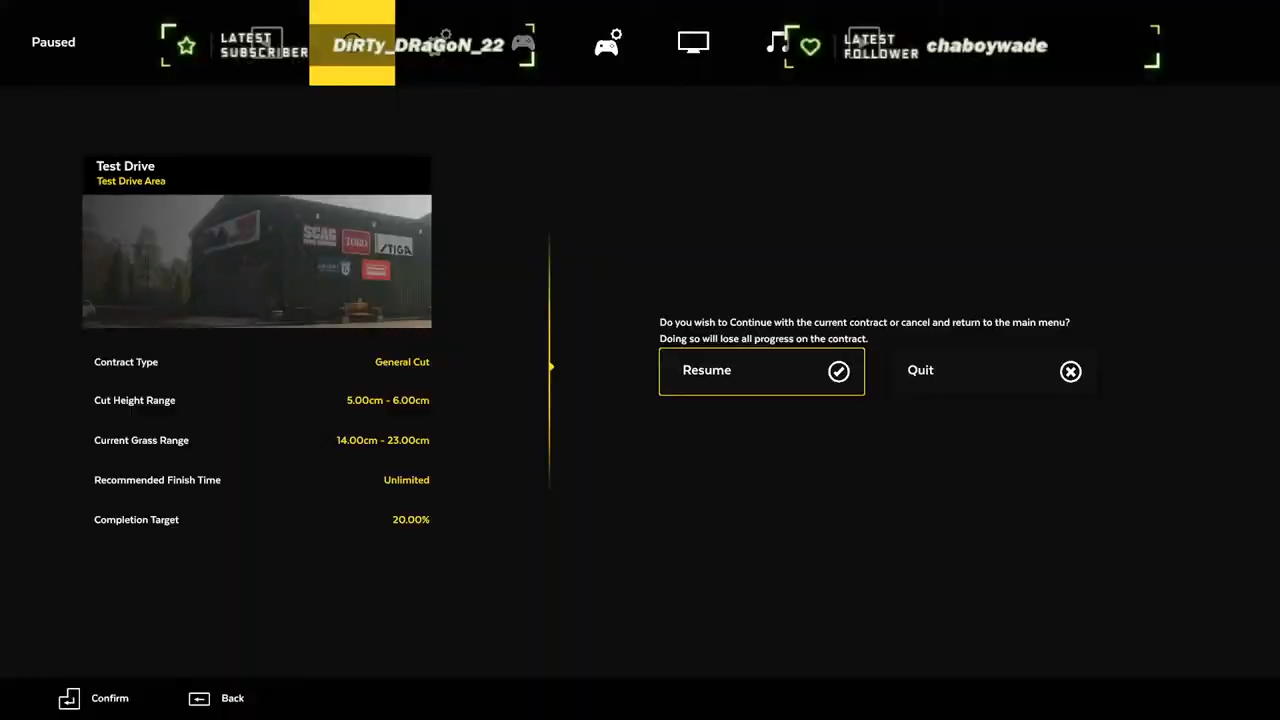 Paused
LATEST
SUBSCRIBER
DiRTy_DRaGoN_22
LATEST
FOLLOWER
chaboywade
Test Drive
Test Drive Area
SCAG
TORO
STIGA
Contract Type
General Cut
Cut Height Range
5.00cm - 6.00cm
Current Grass Range
14.00cm - 23.00cm
Recommended Finish Time
Unlimited
Completion Target
20.00%
Do you wish to Continue with the current contract or cancel and return to the main menu?
Doing so will lose all progress on the contract.
Resume
Quit
Confirm
Back